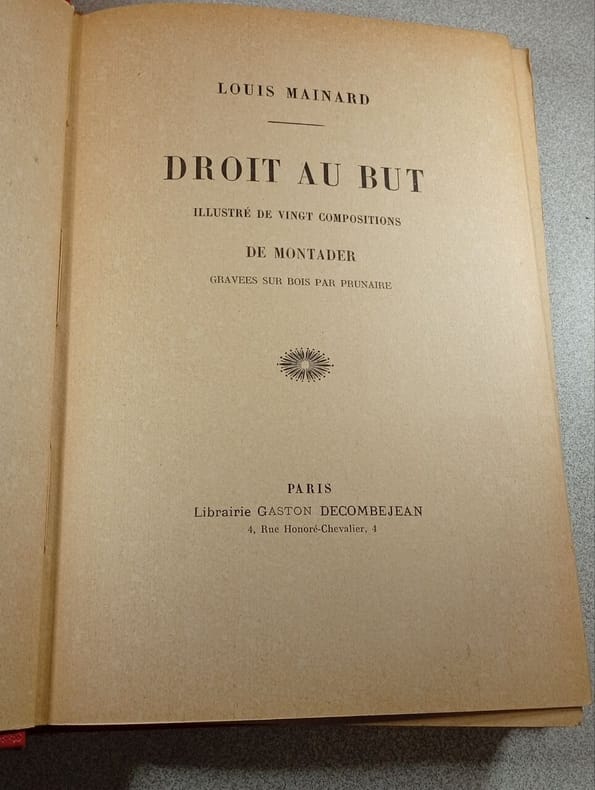 LOUIS MAINARD
DROIT AU BUT
ILLUSTRÉ DE VINGT COMPOSITIONS
DE MONTADER
GRAVEES SUR BOIS PAR PRUNAIRE
PARIS
Librairie GASTON DECOMBEJEAN
4, Rue Honoré-Chevalier, 4